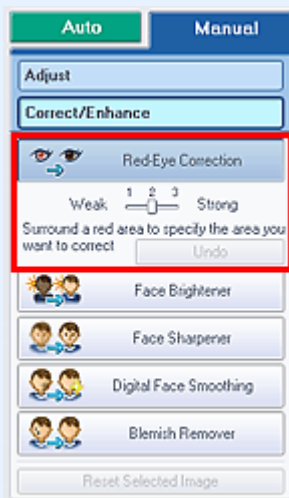 Auto Manual
Adjust
Correct/Enhance
Red-Eye Correction
1 2 3
Weak Strong
Surround a red area to specify the area you
want to correct Undo
Face Brightener
Face Sharpener
Digital Face Smoothing
Blemish Remover
Reset Selected Image